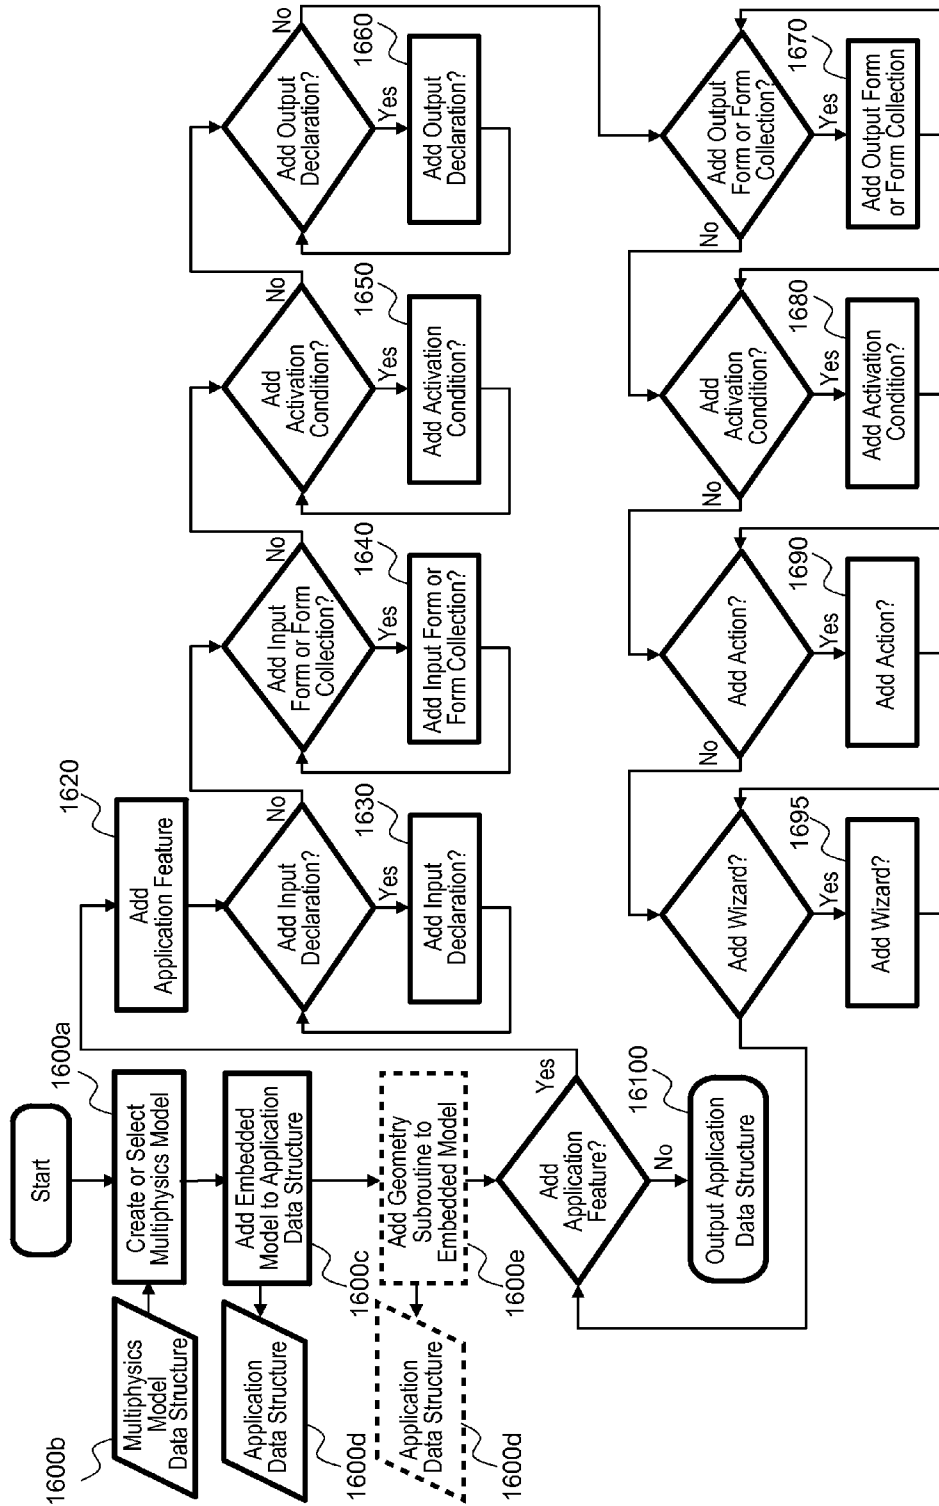 Start
1600a
Create or Select
Multiphysics Model
1600b
Multiphysics
Model
Data Structure
Add Embedded
Model to Application
Data Structure
1600c
Application
Data Structure
1600d
Add Geometry
Subroutine to
Embedded Model
1600e
Application
Data Structure
1600d
Add
Application
Feature?
Yes
No
16100
Output Application
Data Structure
1620
Add
Application Feature
Add Input
Declaration?
No
Yes
1630
Add Input
Declaration?
Add Input
Form or Form
Collection?
No
Yes
1640
Add Input Form or
Form Collection?
Add
Activation
Condition?
No
Yes
1650
Add Activation
Condition?
Add Output
Declaration?
No
Yes
1660
Add Output
Declaration?
Add Output
Form or Form
Collection?
No
Yes
1670
Add Output Form
or Form Collection
Add
Activation
Condition?
No
Yes
1680
Add Activation
Condition?
Add Action?
No
Yes
1690
Add Action?
Add Wizard?
Yes
1695
Add Wizard?